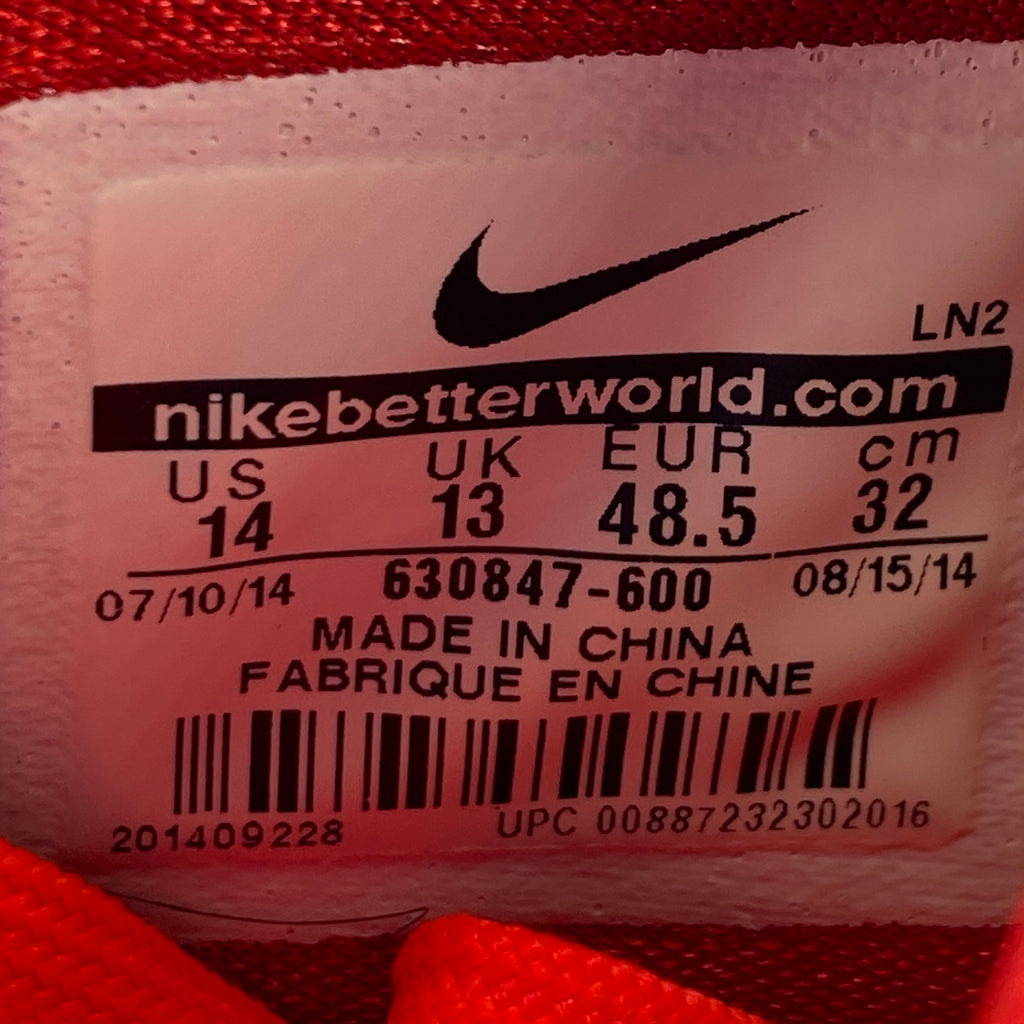 LN2
nikebetterworld.com
US UK EUR cm
14 13 48.5 32
07/10/14 630847-600 08/15/14
MADE IN CHINA
FABRIQUE EN CHINE
201409228 UPC 00887232302016